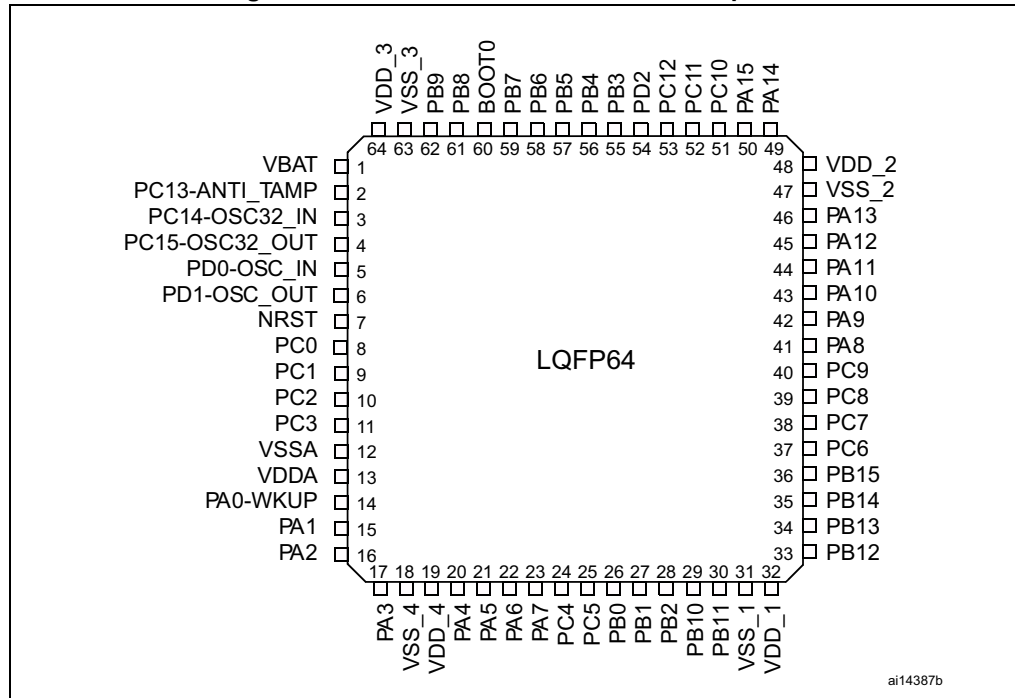 VDD_3
VSS_3
PB9
PB8
BOOT0
PB7
PB6
PB5
PB4
PB3
PD2
PC12
PC11
PC10
PA15
PA14
64 63 62 61 60 59 58 57 56 55 54 53 52 51 50 49
VBAT 1
PC13-ANTI_TAMP 2
PC14-OSC32_IN 3
PC15-OSC32_OUT 4
PD0-OSC_IN 5
PD1-OSC_OUT 6
NRST 7
PC0 8
PC1 9
PC2 10
PC3 11
VSSA 12
VDDA 13
PA0-WKUP 14
PA1 15
PA2 16
LQFP64
48 VDD_2
47 VSS_2
46 PA13
45 PA12
44 PA11
43 PA10
42 PA9
41 PA8
40 PC9
39 PC8
38 PC7
37 PC6
36 PB15
35 PB14
34 PB13
33 PB12
17 18 19 20 21 22 23 24 25 26 27 28 29 30 31 32
PA3
VSS_4
VDD_4
PA4
PA5
PA6
PA7
PC4
PC5
PB0
PB1
PB2
PB10
PB11
VSS_1
VDD_1
ai14387b